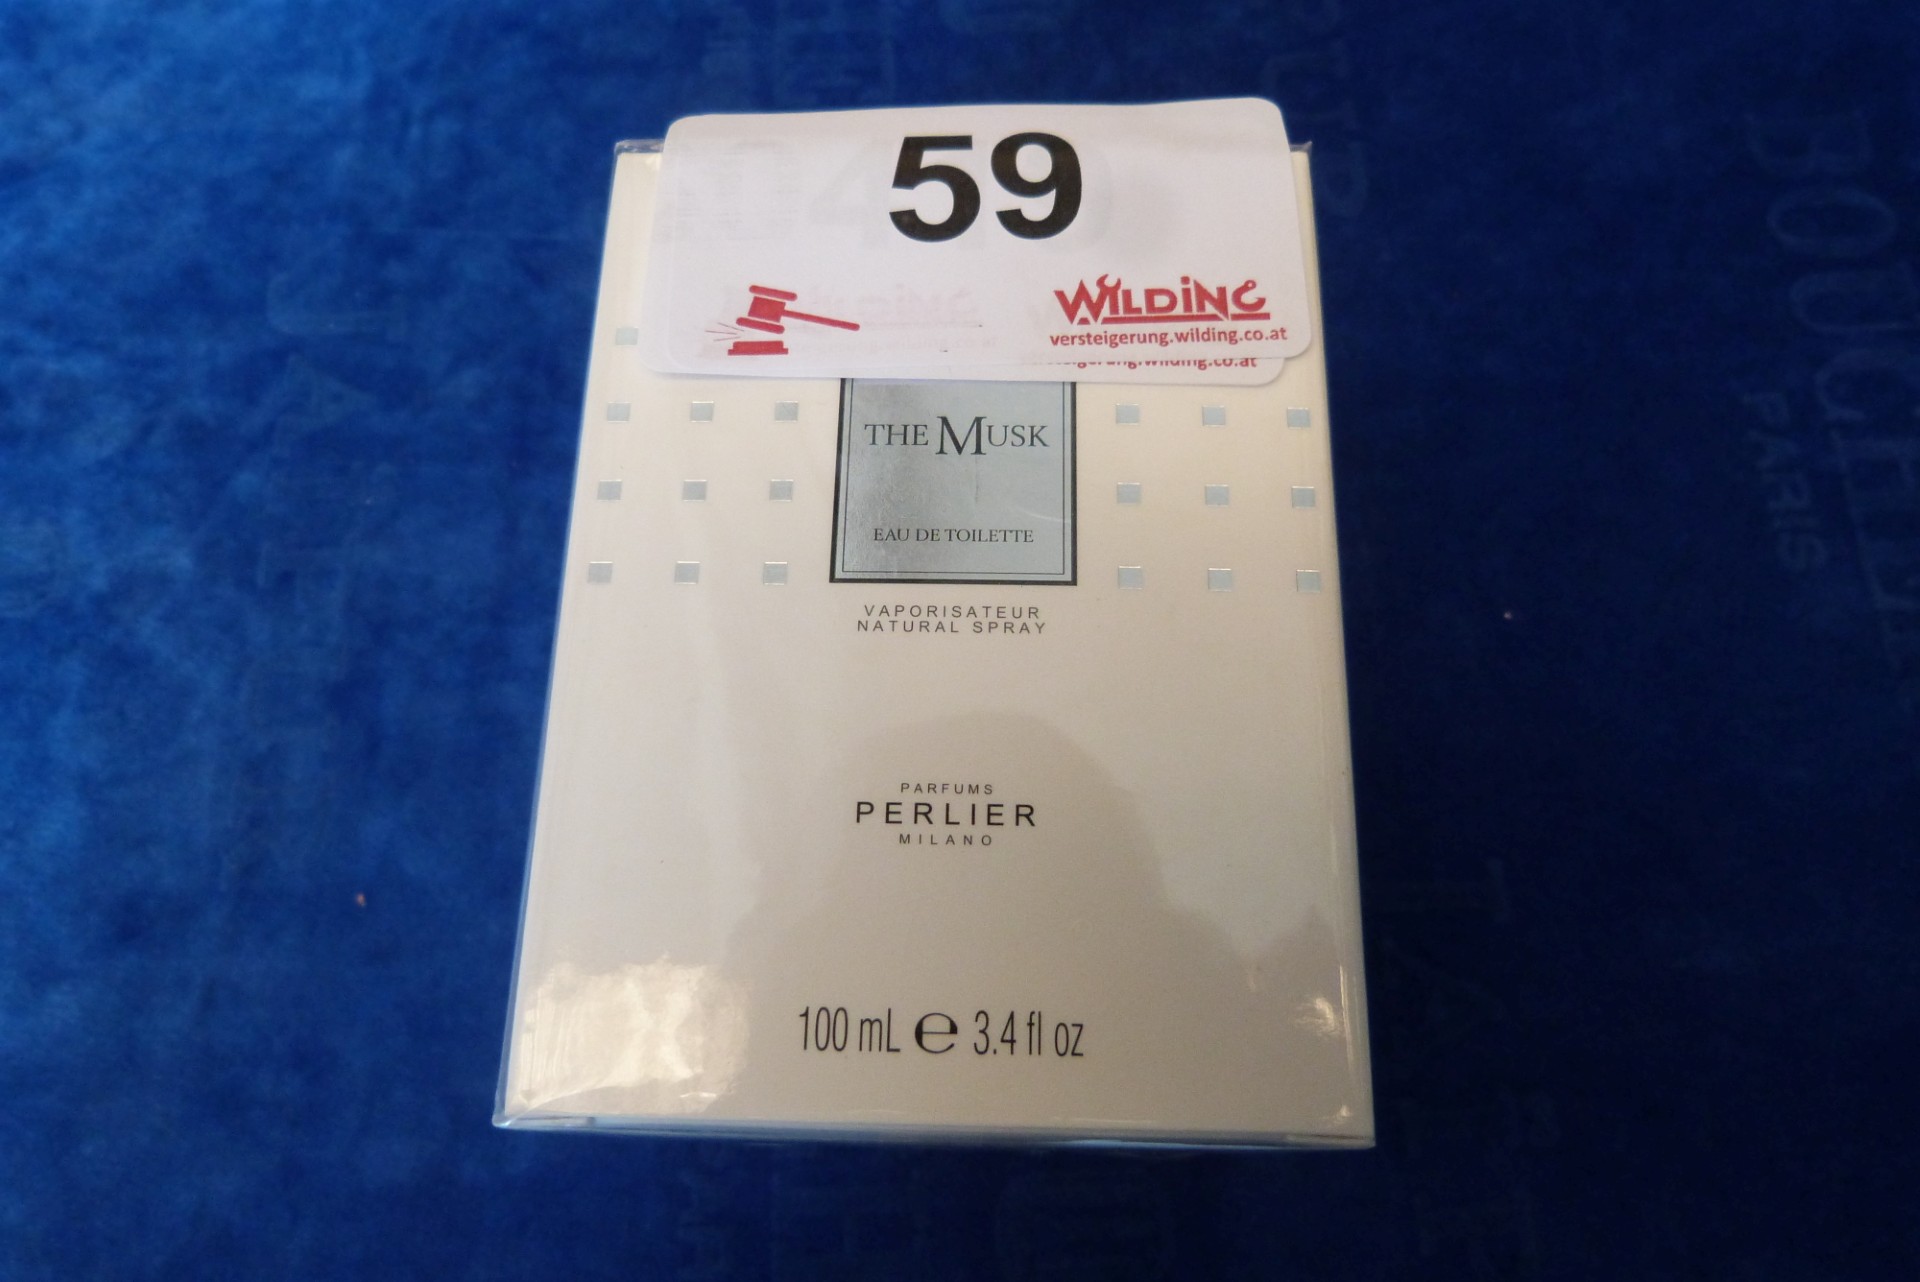 59
WILDING
versteigerung.wilding.co.at
THE MUSK
EAU DE TOILETTE
VAPORISATEUR
NATURAL SPRAY
PARFUMS
PERLIER
MILANO
100 mL e 3.4 fl oz
PARIS